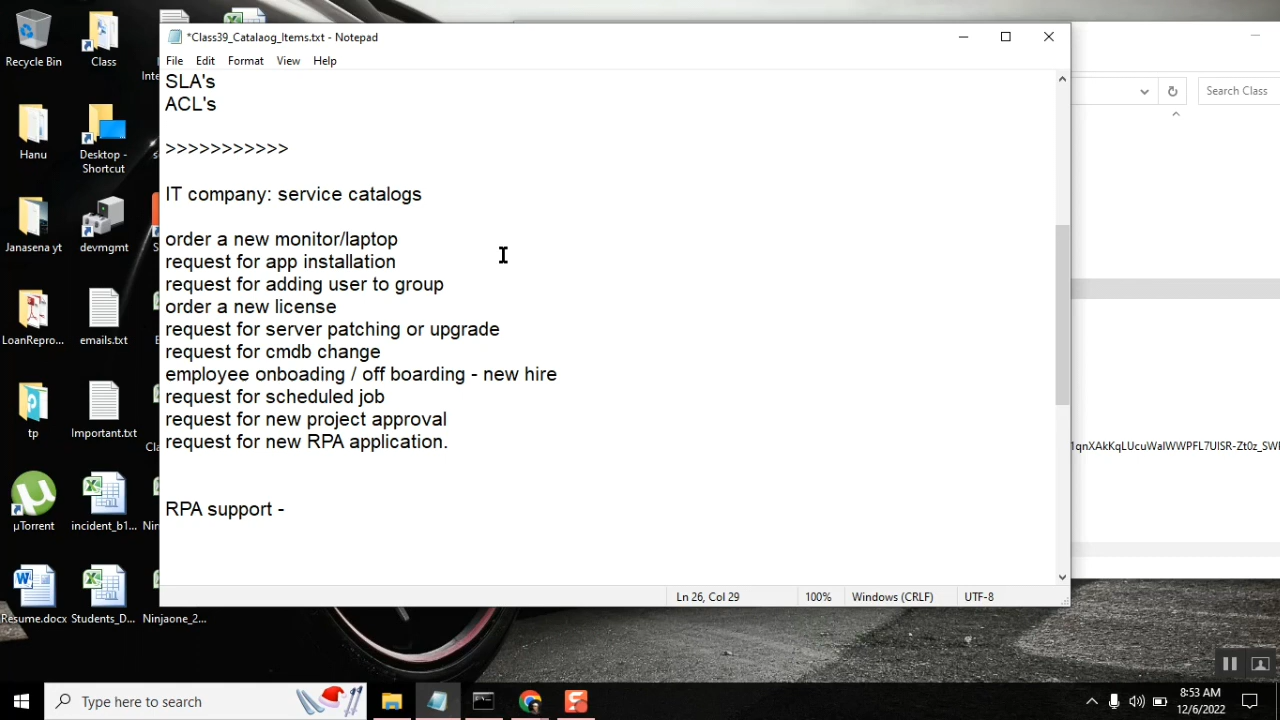 Recycle Bin
Class
Inte
Hanu
Desktop -
Shortcut
Janasena yt
devmgmt
LoanRepro...
emails.txt
tp
Important.txt
Cla
µTorrent
incident_b1...
Nin
Resume.docx
Students_D...
Ninjaone_2...
*Class39_Catalaog_Items.txt - Notepad
File Edit Format View Help
SLA's
ACL's
>>>>>>>>>>>
IT company: service catalogs
order a new monitor/laptop
request for app installation
request for adding user to group
order a new license
request for server patching or upgrade
request for cmdb change
employee onboading / off boarding - new hire
request for scheduled job
request for new project approval
request for new RPA application.
RPA support -
Ln 26, Col 29 100% Windows (CRLF) UTF-8
Search Class
Type here to search
8:53 AM
12/6/2022